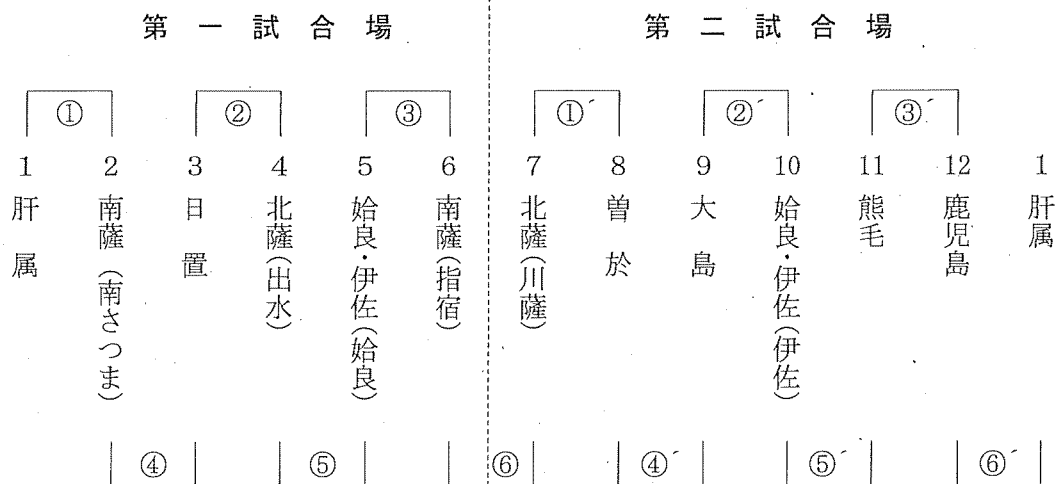 第一試合場 第二試合場
① ② ③ ①´ ②´ ③´
1 2 3 4 5 6 7 8 9 10 11 12 1
肝属
南薩（南さつま）
日置
北薩（出水）
姶良・伊佐（姶良）
南薩（指宿）
北薩（川薩）
曽於
大島
姶良・伊佐（伊佐）
熊毛
鹿児島
肝属
④ ⑤ ⑥ ④´ ⑤´ ⑥´